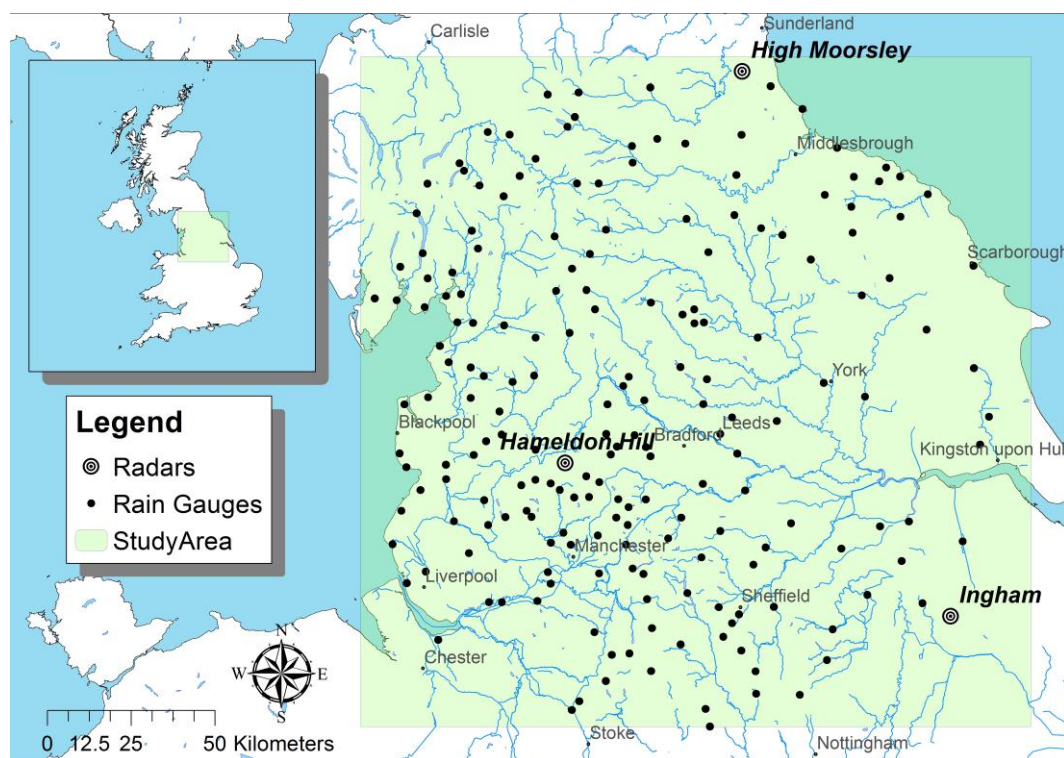 Carlisle
Sunderland
High Moorsley
Middlesbrough
Scarborough
York
Blackpool
Hameldon Hill
Bradford
Leeds
Kingston upon Hul
Manchester
Liverpool
Sheffield
Ingham
Chester
Stoke
Nottingham
Legend
Radars
Rain Gauges
StudyArea
N
W
E
S
0 12.5 25 50 Kilometers